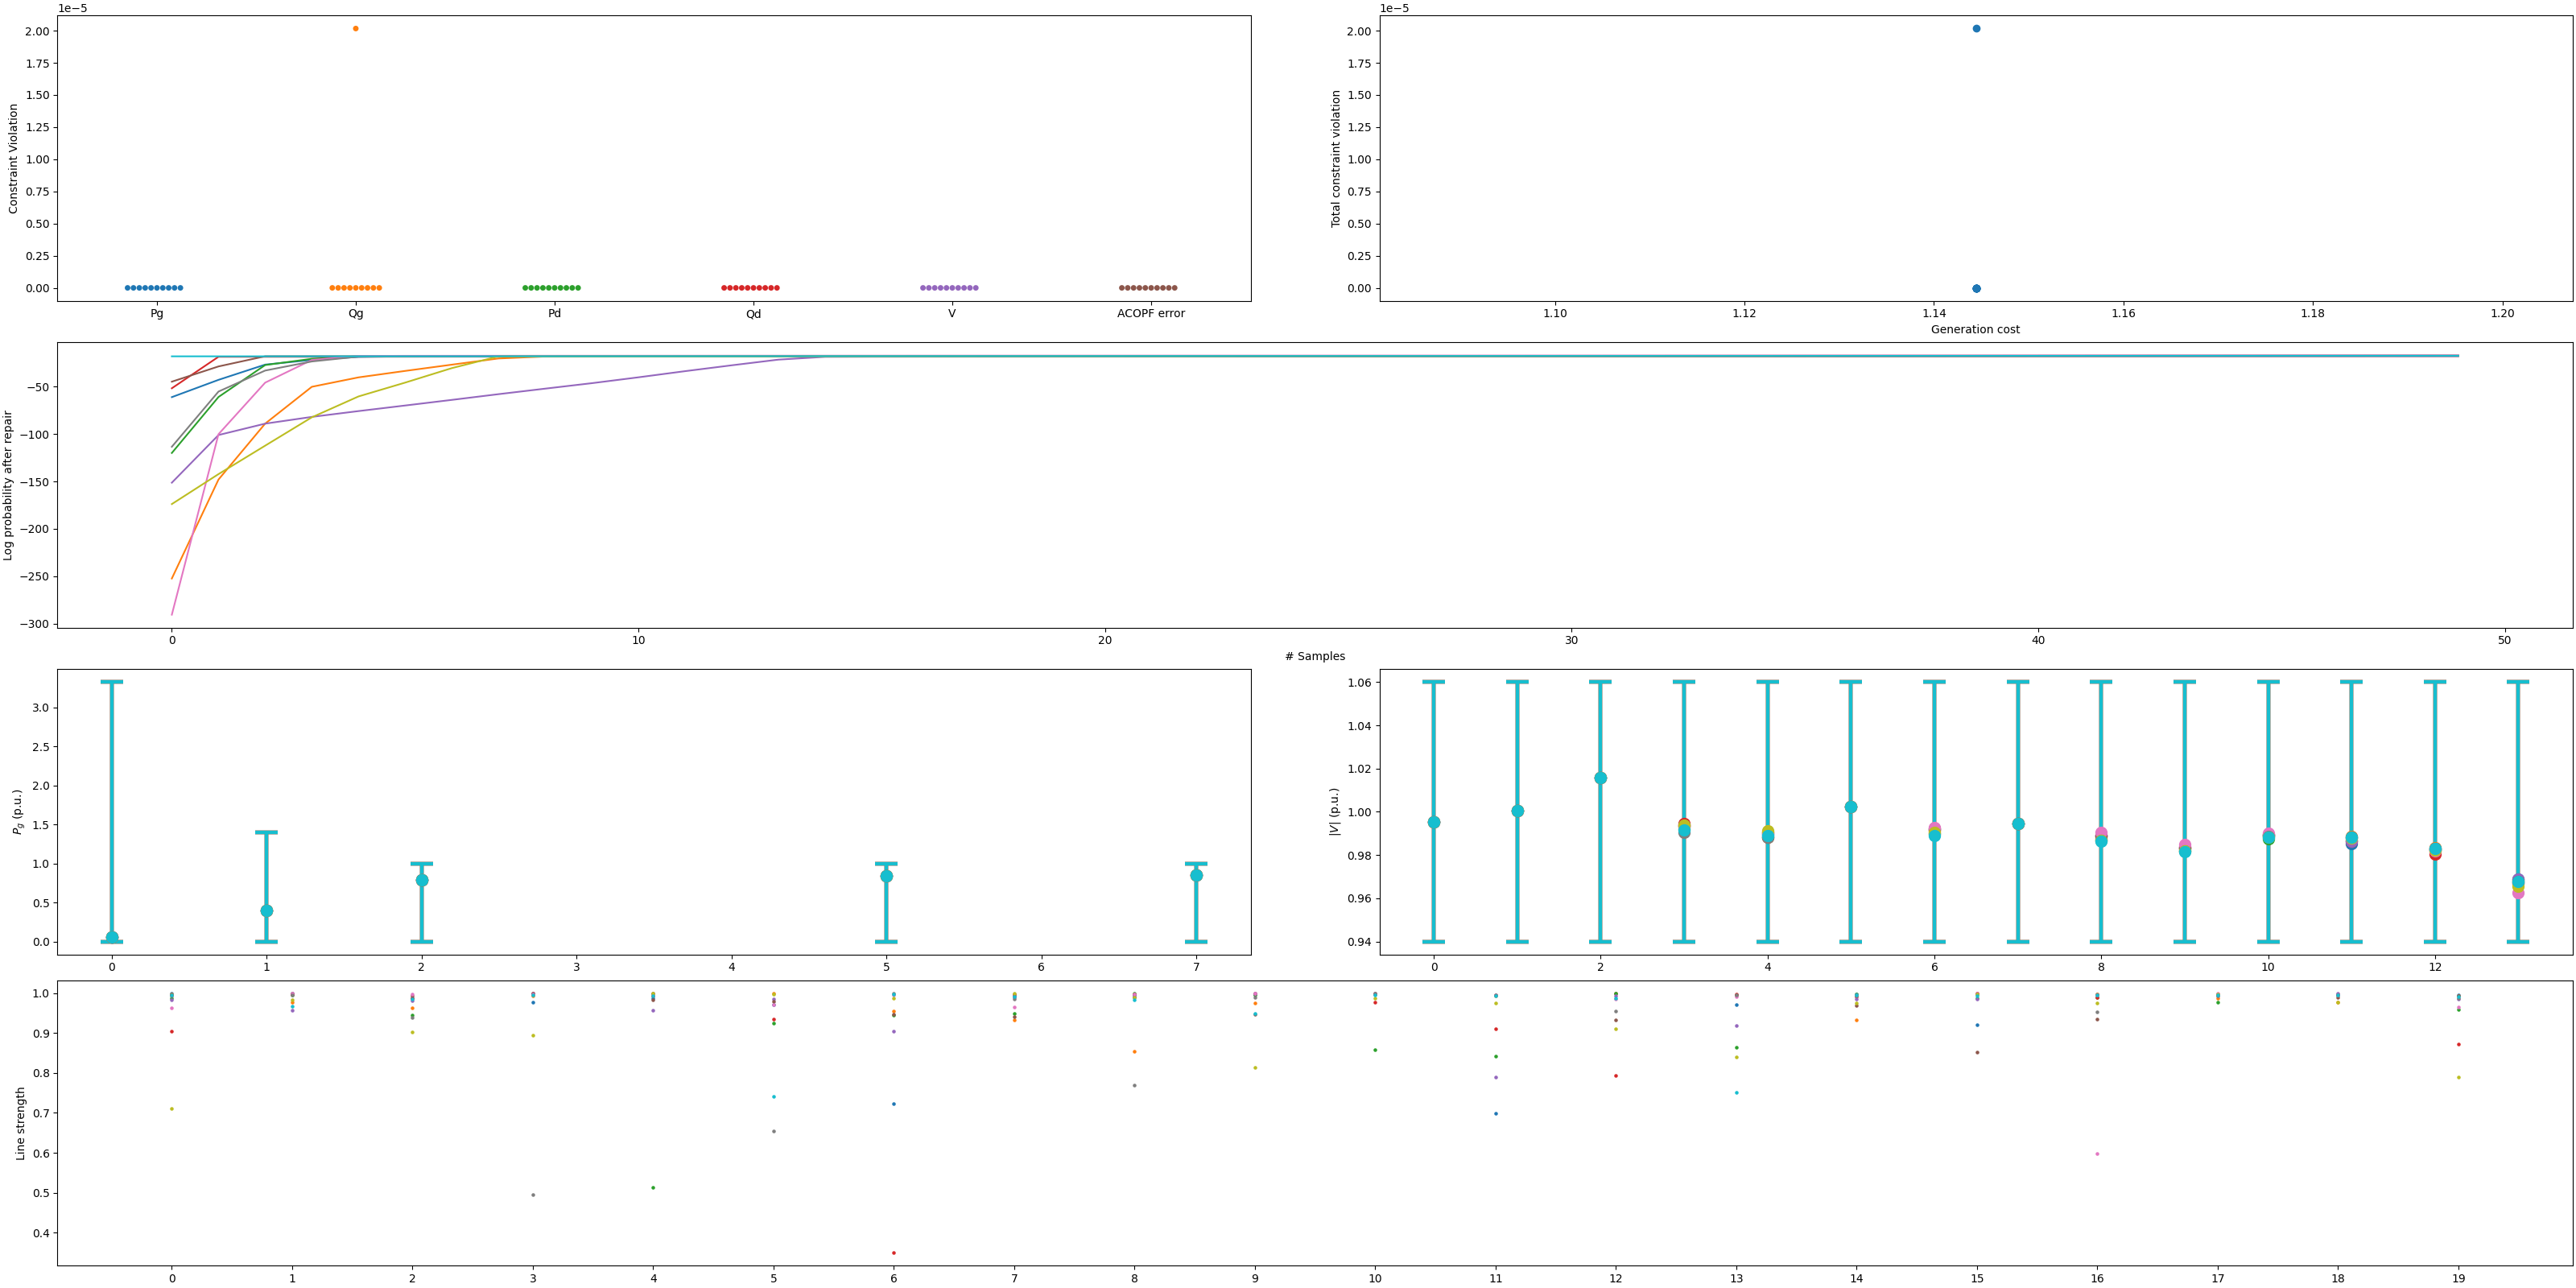 1e−5
2.00
1.75
1.50
1.25
1.00
0.75
0.50
0.25
0.00
Constraint Violation
Pg Qg Pd Qd V ACOPF error
1e−5
2.00
1.75
1.50
1.25
1.00
0.75
0.50
0.25
0.00
Total constraint violation
1.10 1.12 1.14 1.16 1.18 1.20
Generation cost
−50
−100
−150
−200
−250
−300
Log probability after repair
0 10 20 30 40 50
# Samples
3.0
2.5
2.0
1.5
1.0
0.5
0.0
Pg (p.u.)
0 1 2 3 4 5 6 7
1.06
1.04
1.02
1.00
0.98
0.96
0.94
|V| (p.u.)
0 2 4 6 8 10 12
1.0
0.9
0.8
0.7
0.6
0.5
0.4
Line strength
0 1 2 3 4 5 6 7 8 9 10 11 12 13 14 15 16 17 18 19